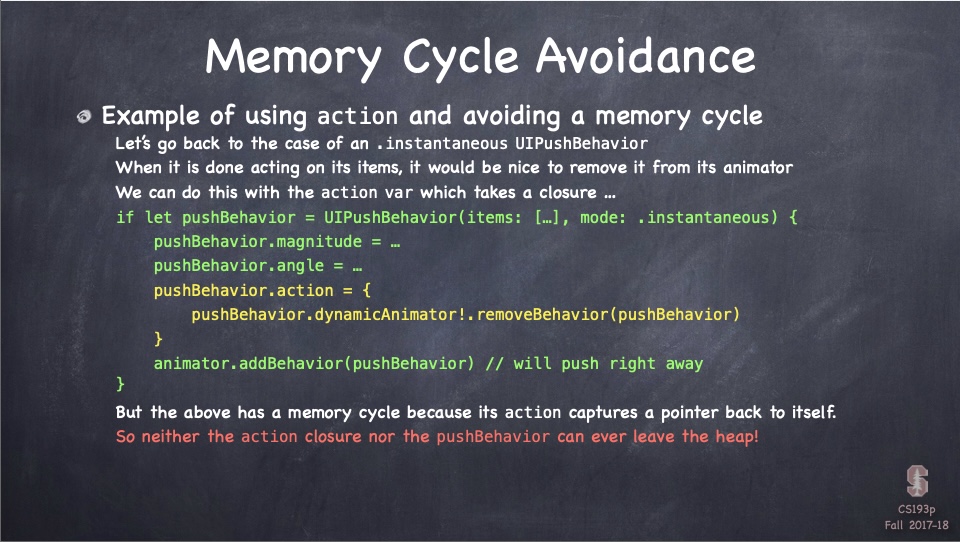 Memory Cycle Avoidance
Example of using action and avoiding a memory cycle
Let's go back to the case of an .instantaneous UIPushBehavior
When it is done acting on its items, it would be nice to remove it from its animator
We can do this with the action var which takes a closure …
if let pushBehavior = UIPushBehavior(items: […], mode: .instantaneous) {
    pushBehavior.magnitude = …
    pushBehavior.angle = …
    pushBehavior.action = {
        pushBehavior.dynamicAnimator!.removeBehavior(pushBehavior)
    }
    animator.addBehavior(pushBehavior) // will push right away
}
But the above has a memory cycle because its action captures a pointer back to itself.
So neither the action closure nor the pushBehavior can ever leave the heap!
CS193p
Fall 2017-18